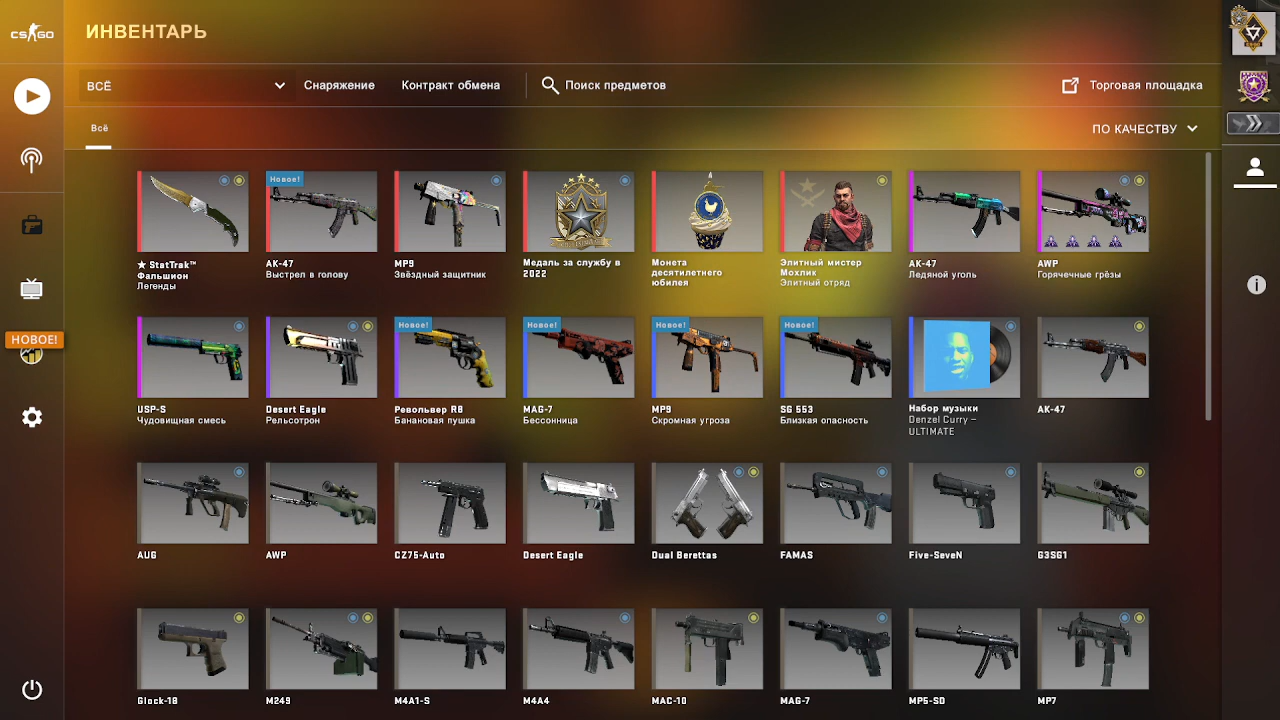 CS GO
ИНВЕНТАРЬ
ВСЁ
Снаряжение
Контракт обмена
Поиск предметов
Торговая площадка
Всё
ПО КАЧЕСТВУ
★ StatTrak™
Фальшион
Легенды
Новое!
AK-47
Выстрел в голову
MP9
Звёздный защитник
Медаль за службу в
2022
Монета
десятилетнего
юбилея
Элитный мистер
Мохлик
Элитный отряд
AK-47
Ледяной уголь
AWP
Горячечные грёзы
НОВОЕ!
USP-S
Чудовищная смесь
Desert Eagle
Рельсотрон
Новое!
Револьвер R8
Банановая пушка
Новое!
MAG-7
Бессонница
Новое!
MP9
Скромная угроза
Новое!
SG 553
Близкая опасность
Набор музыки
Denzel Curry –
ULTIMATE
AK-47
AUG
AWP
CZ75-Auto
Desert Eagle
Dual Berettas
FAMAS
Five-SeveN
G3SG1
Glock-18
M249
M4A1-S
M4A4
MAC-10
MAG-7
MP5-SD
MP7